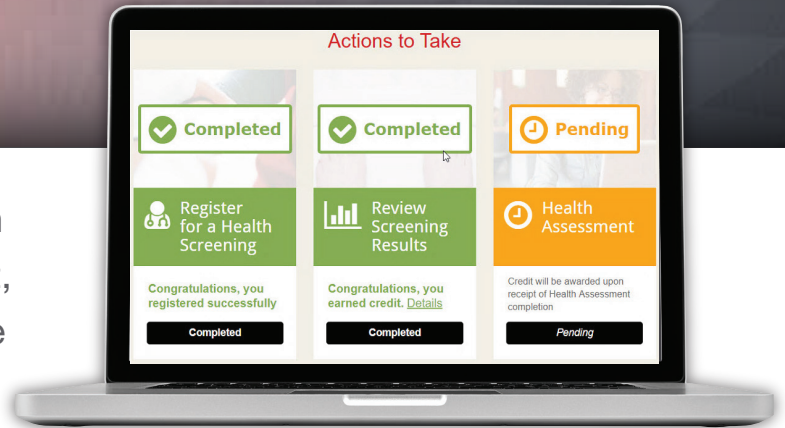 Actions to Take
Completed
Completed
Pending
Register
for a Health
Screening
Review
Screening
Results
Health
Assessment
Congratulations, you
registered successfully
Congratulations, you
earned credit. Details
Credit will be awarded upon
receipt of Health Assessment
completion
Completed
Completed
Pending